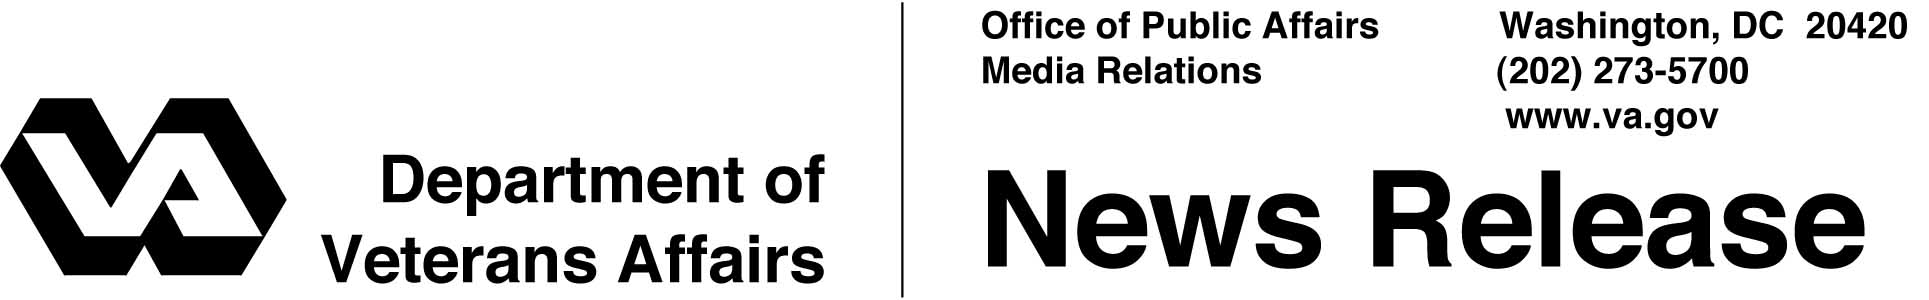 VA
Department of
Veterans Affairs
Office of Public Affairs
Media Relations
Washington, DC 20420
(202) 273-5700
www.va.gov
News Release